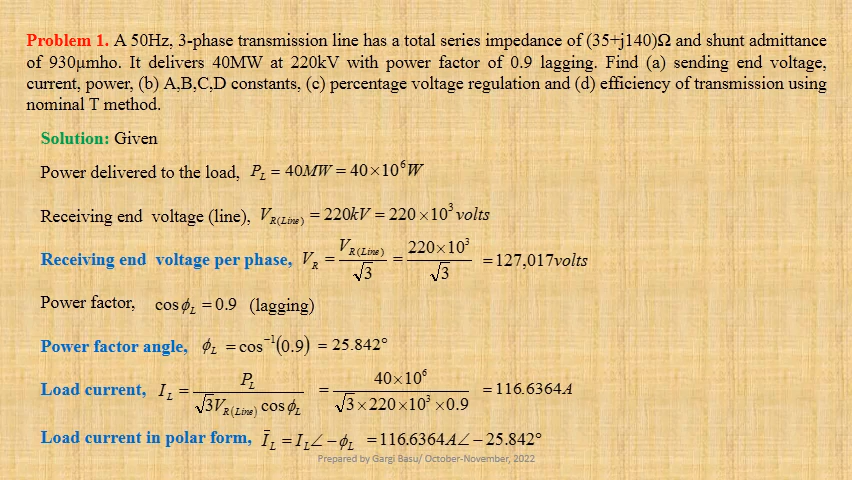 Problem 1. A 50Hz, 3-phase transmission line has a total series impedance of (35+j140)Ω and shunt admittance
of 930μmho. It delivers 40MW at 220kV with power factor of 0.9 lagging. Find (a) sending end voltage,
current, power, (b) A,B,C,D constants, (c) percentage voltage regulation and (d) efficiency of transmission using
nominal T method.
Solution: Given
Power delivered to the load, P_L = 40MW = 40×10^6 W
Receiving end voltage (line), V_R(Line) = 220kV = 220×10^3 volts
Receiving end voltage per phase, V_R = V_R(Line)/√3 = 220×10^3/√3 = 127,017volts
Power factor, cosϕ_L = 0.9 (lagging)
Power factor angle, ϕ_L = cos^−1(0.9) = 25.842°
Load current, I_L = P_L/(√3V_R(Line) cosϕ_L) = 40×10^6/(√3×220×10^3×0.9) = 116.6364A
Load current in polar form, Ī_L = I_L∠−ϕ_L = 116.6364A∠−25.842°
Prepared by Gargi Basu/ October-November, 2022